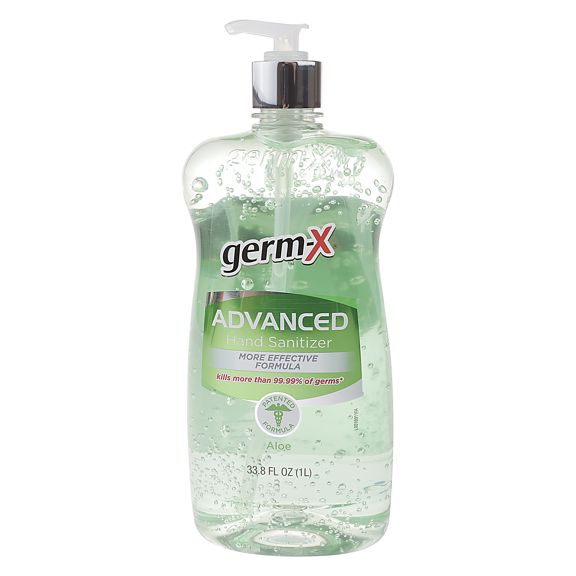 germ-X
germ-X
ADVANCED
Hand Sanitizer
MORE EFFECTIVE
FORMULA
kills more than 99.99% of germs*
PATENTED
FORMULA
Aloe
33.8 FL OZ (1L)